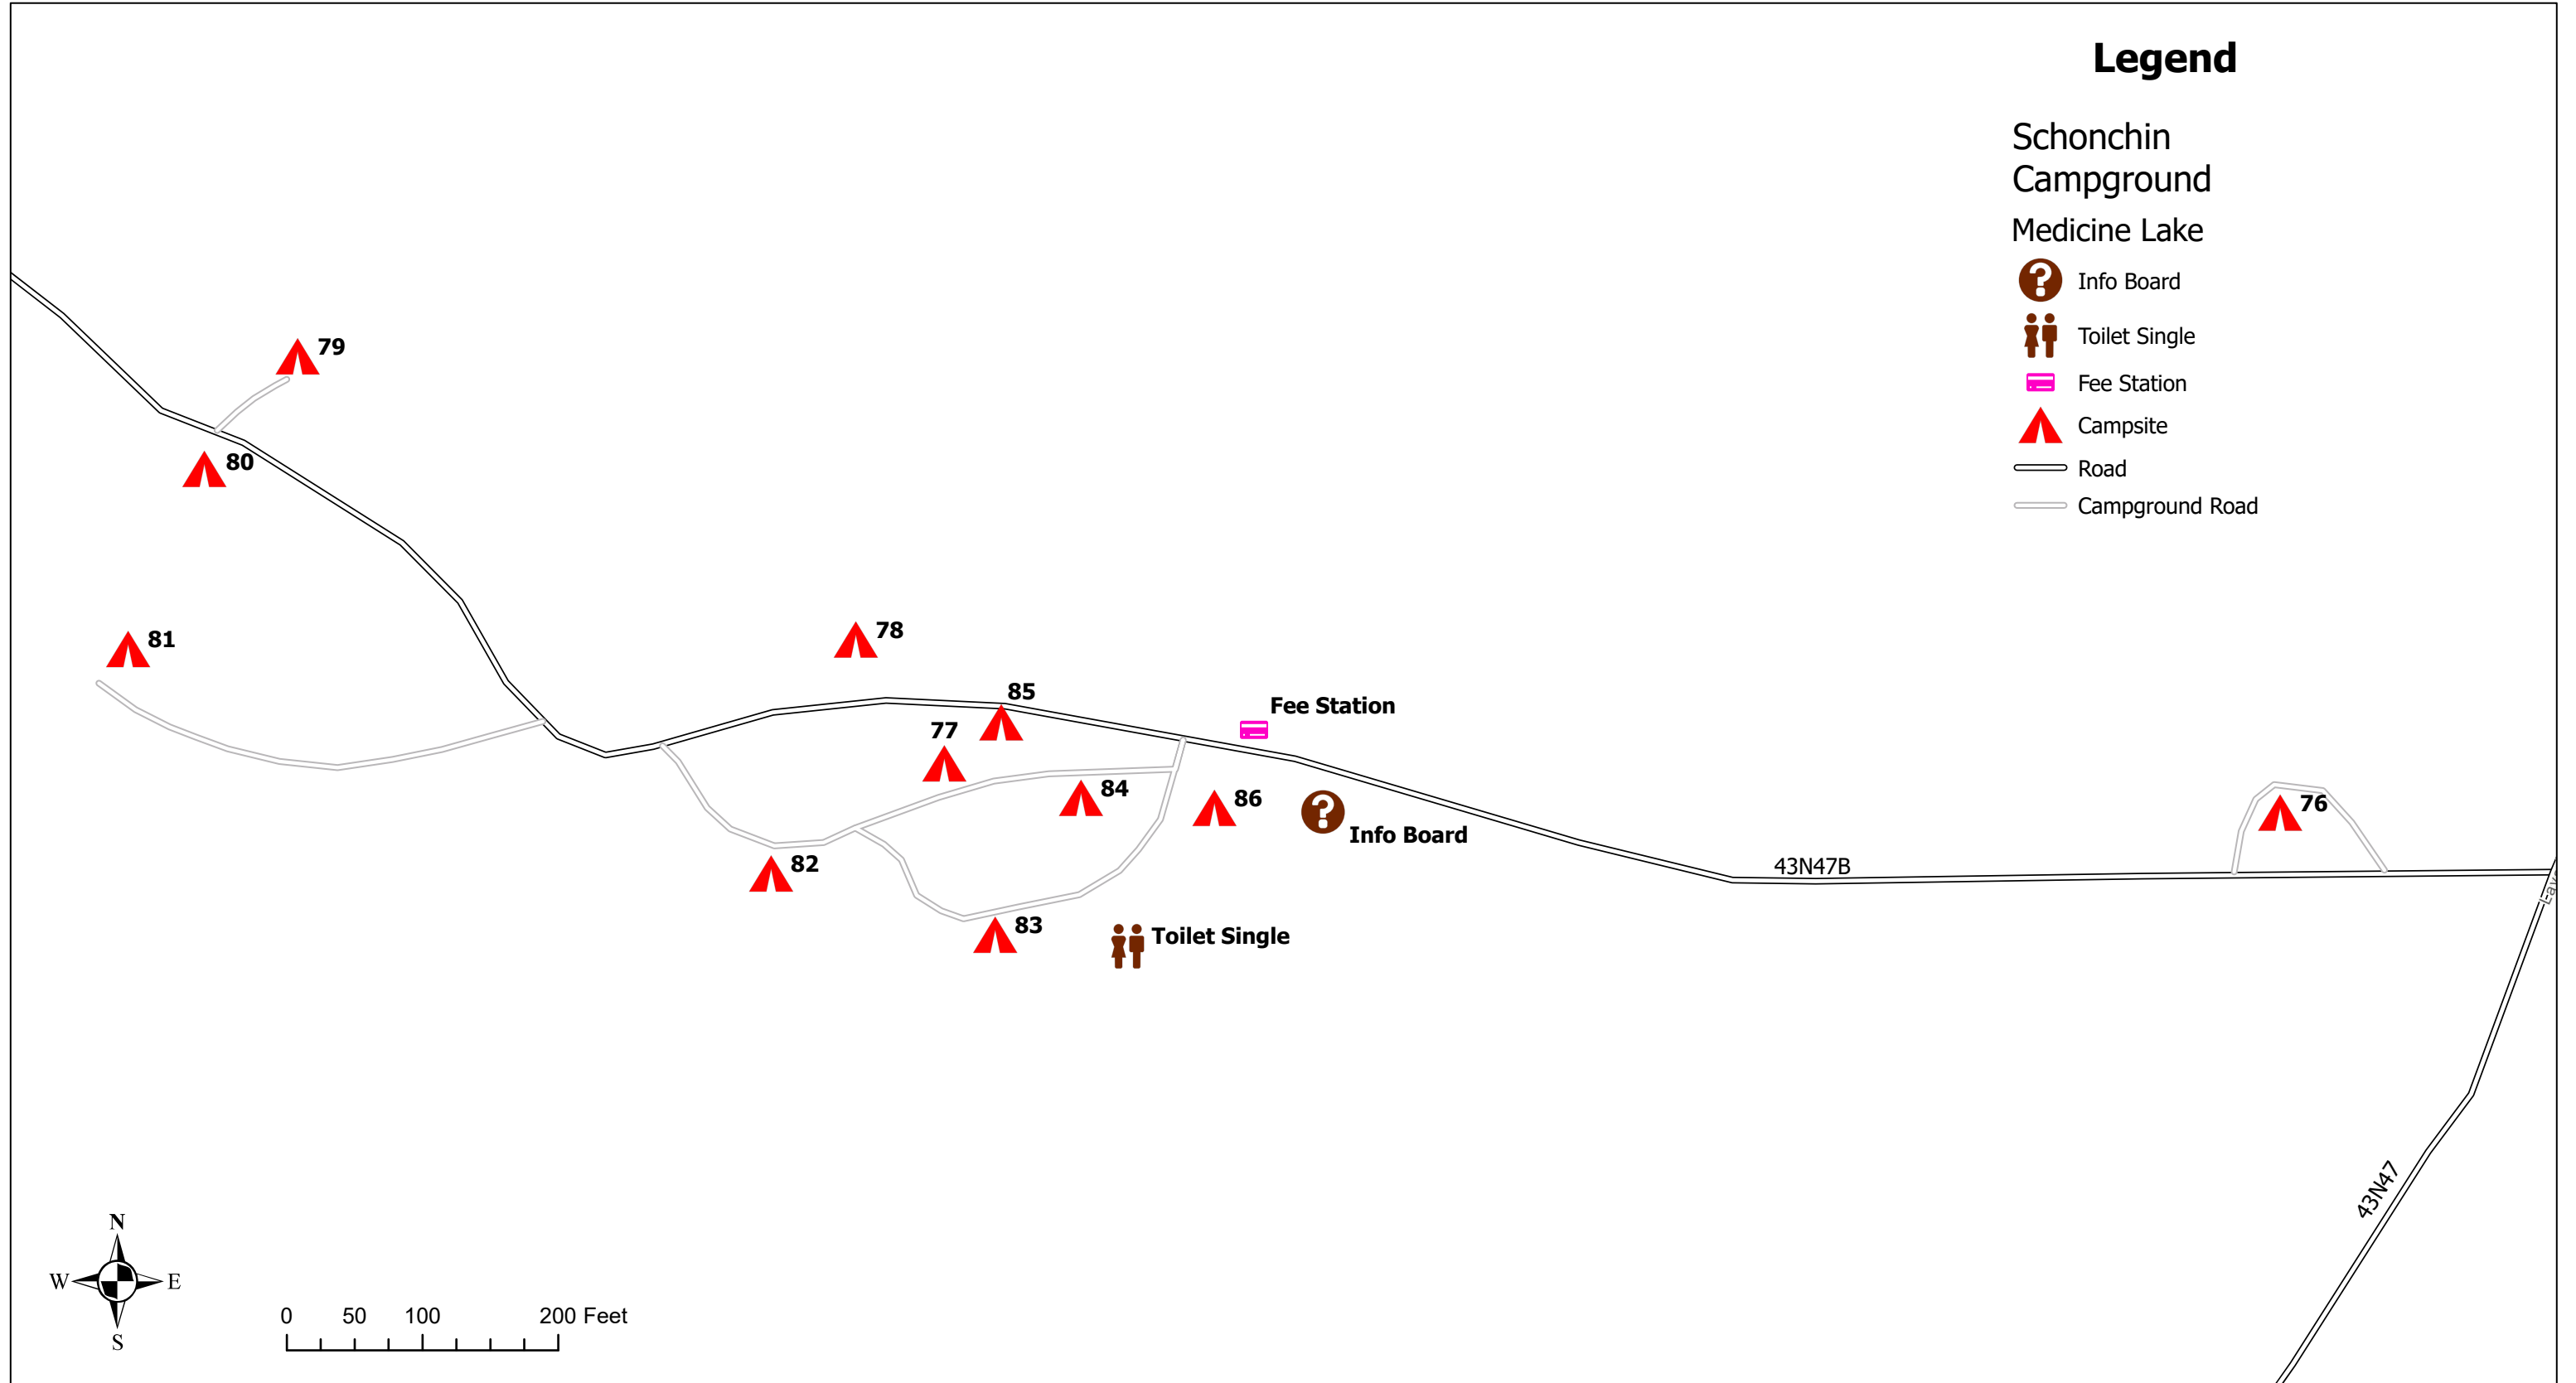 Legend
Schonchin
Campground
Medicine Lake
Info Board
Toilet Single
Fee Station
Campsite
Road
Campground Road
79
80
81
78
85
Fee Station
77
84
86
76
Info Board
43N47B
82
83
Toilet Single
43N47
N
W E
S
0 50 100 200 Feet